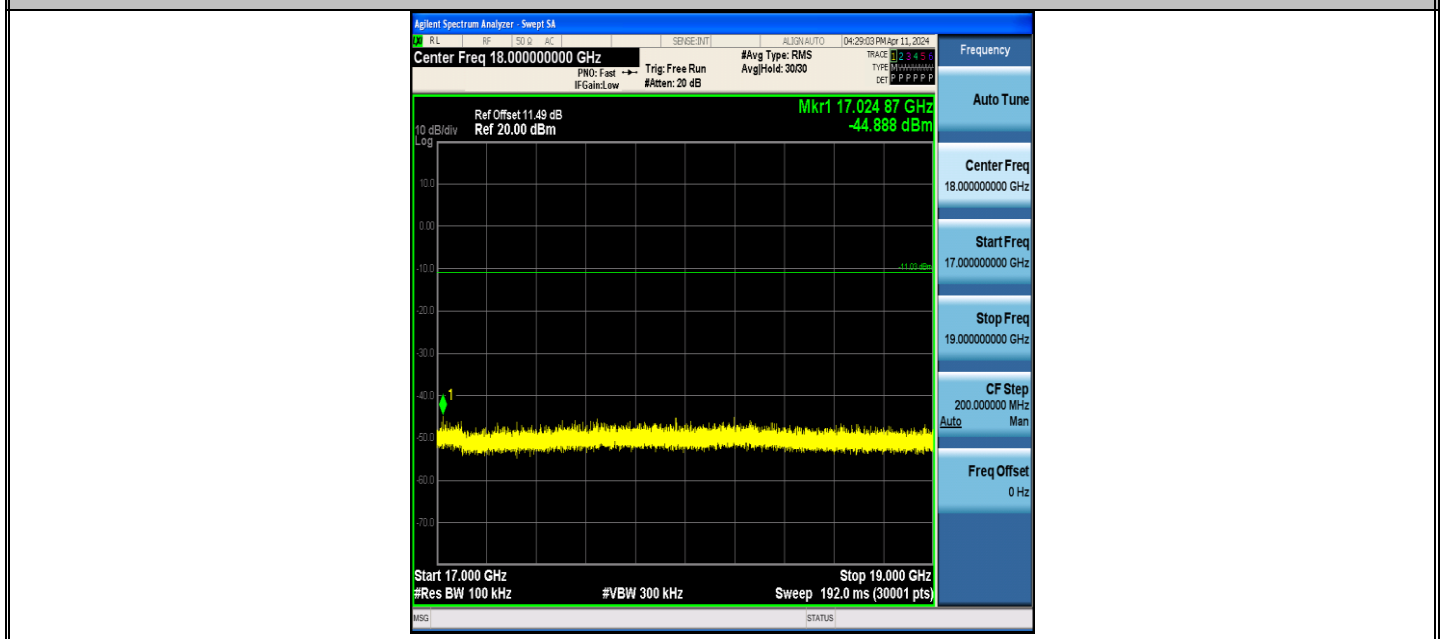 Agilent Spectrum Analyzer - Swept SA
RL RF 50 Ω AC SENSE:INT ALIGN AUTO 04:29:03 PM Apr 11, 2024
Center Freq 18.000000000 GHz
PNO: Fast
IFGain:Low
Trig: Free Run
#Atten: 20 dB
#Avg Type: RMS
Avg|Hold: 30/30
TRACE 1 2 3 4 5 6
TYPE M
DET P P P P P P
Mkr1 17.024 87 GHz
-44.888 dBm
Ref Offset 11.49 dB
10 dB/div Ref 20.00 dBm
Log
10.0
0.00
-10.0
-11.03 dBm
-20.0
-30.0
-40.0
1
-50.0
-60.0
-70.0
Start 17.000 GHz Stop 19.000 GHz
#Res BW 100 kHz #VBW 300 kHz Sweep 192.0 ms (30001 pts)
MSG STATUS
Frequency
Auto Tune
Center Freq
18.000000000 GHz
Start Freq
17.000000000 GHz
Stop Freq
19.000000000 GHz
CF Step
200.000000 MHz
Auto Man
Freq Offset
0 Hz